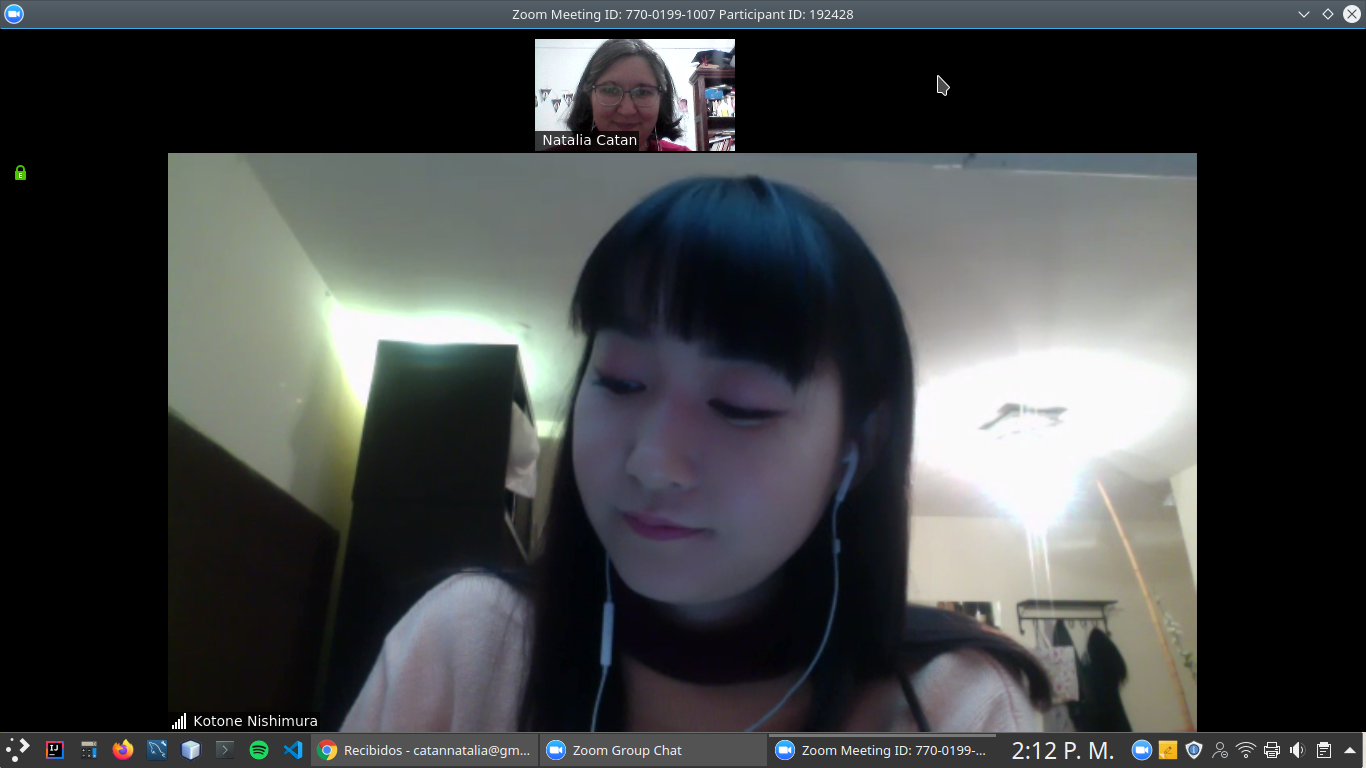 Zoom Meeting ID: 770-0199-1007 Participant ID: 192428
Natalia Catan
E
Kotone Nishimura
IJ
Recibidos - catannatalia@gm...
Zoom Group Chat
Zoom Meeting ID: 770-0199-...
2:12 P. M.